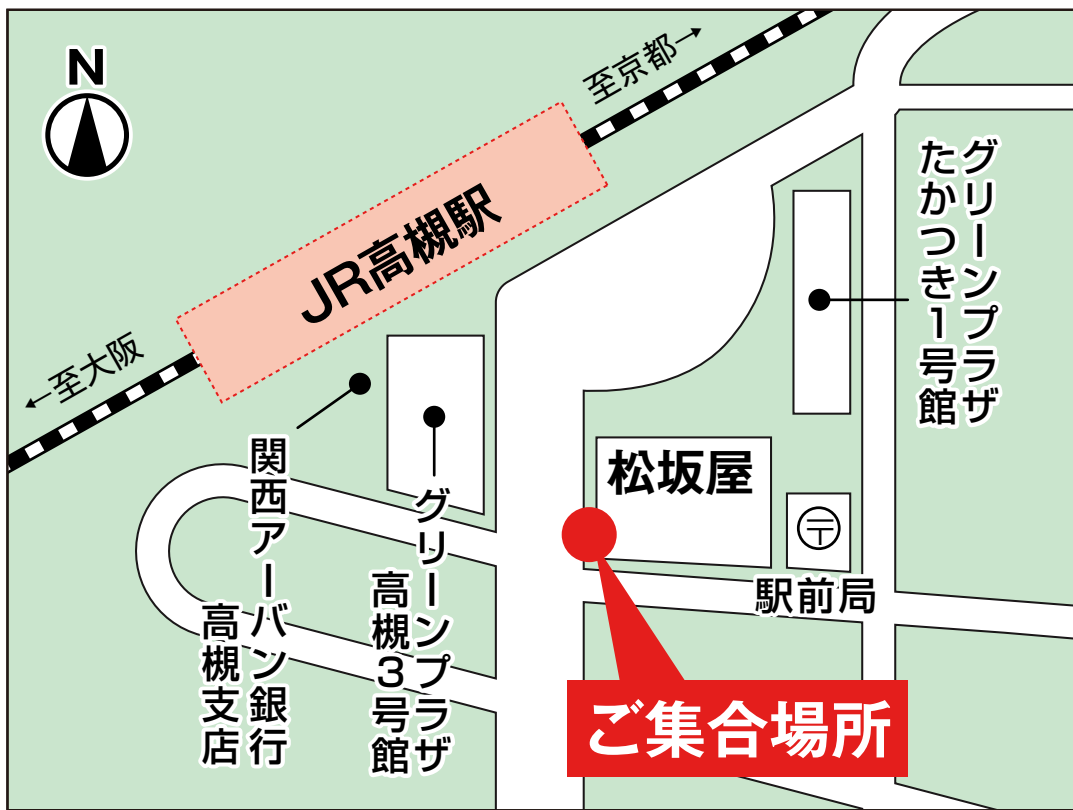 N
至京都→
JR高槻駅
←至大阪
グリーンプラザ
たかつき1号館
松坂屋
〒
駅前局
関西アーバン銀行
高槻支店
グリーンプラザ
高槻3号館
ご集合場所